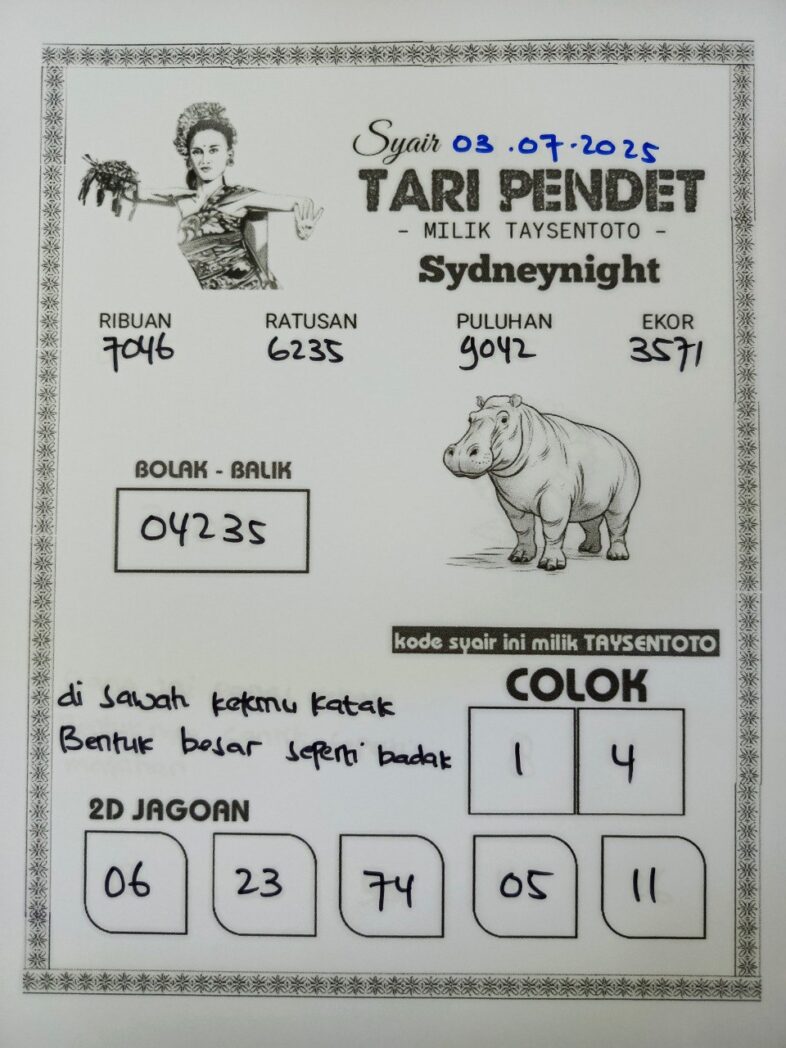 Syair 03.07.2025
TARI PENDET
- MILIK TAYSENTOTO -
Sydneynight
RIBUAN RATUSAN PULUHAN EKOR
7046 6235 9042 3571
BOLAK - BALIK
04235
kode syair ini milik TAYSENTOTO
COLOK
1 4
di sawah ketemu katak
Bentuk besar seperti badak
2D JAGOAN
06 23 74 05 11